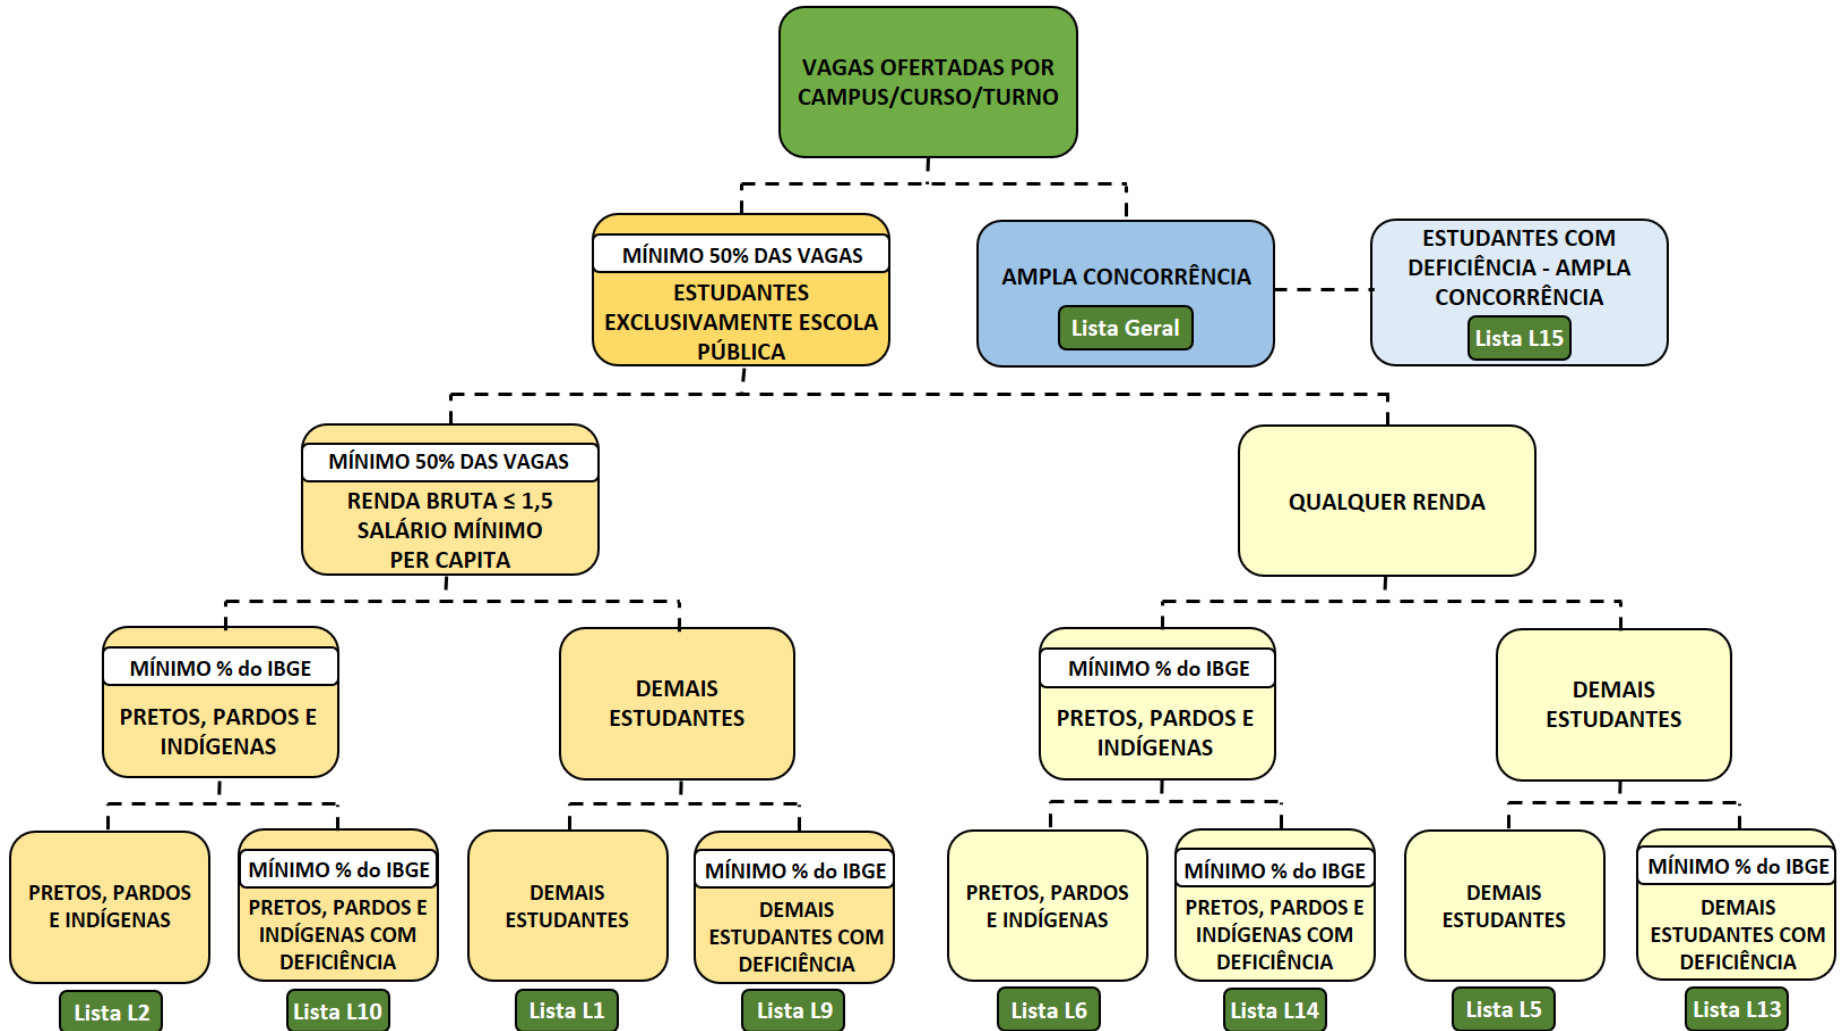 VAGAS OFERTADAS POR
CAMPUS/CURSO/TURNO
MÍNIMO 50% DAS VAGAS
ESTUDANTES
EXCLUSIVAMENTE ESCOLA
PÚBLICA
AMPLA CONCORRÊNCIA
Lista Geral
ESTUDANTES COM
DEFICIÊNCIA - AMPLA
CONCORRÊNCIA
Lista L15
MÍNIMO 50% DAS VAGAS
RENDA BRUTA ≤ 1,5
SALÁRIO MÍNIMO
PER CAPITA
QUALQUER RENDA
MÍNIMO % do IBGE
PRETOS, PARDOS E
INDÍGENAS
DEMAIS
ESTUDANTES
MÍNIMO % do IBGE
PRETOS, PARDOS E
INDÍGENAS
DEMAIS
ESTUDANTES
PRETOS, PARDOS
E INDÍGENAS
Lista L2
MÍNIMO % do IBGE
PRETOS, PARDOS E
INDÍGENAS COM
DEFICIÊNCIA
Lista L10
DEMAIS
ESTUDANTES
Lista L1
MÍNIMO % do IBGE
DEMAIS
ESTUDANTES COM
DEFICIÊNCIA
Lista L9
PRETOS, PARDOS
E INDÍGENAS
Lista L6
MÍNIMO % do IBGE
PRETOS, PARDOS E
INDÍGENAS COM
DEFICIÊNCIA
Lista L14
DEMAIS
ESTUDANTES
Lista L5
MÍNIMO % do IBGE
DEMAIS
ESTUDANTES COM
DEFICIÊNCIA
Lista L13